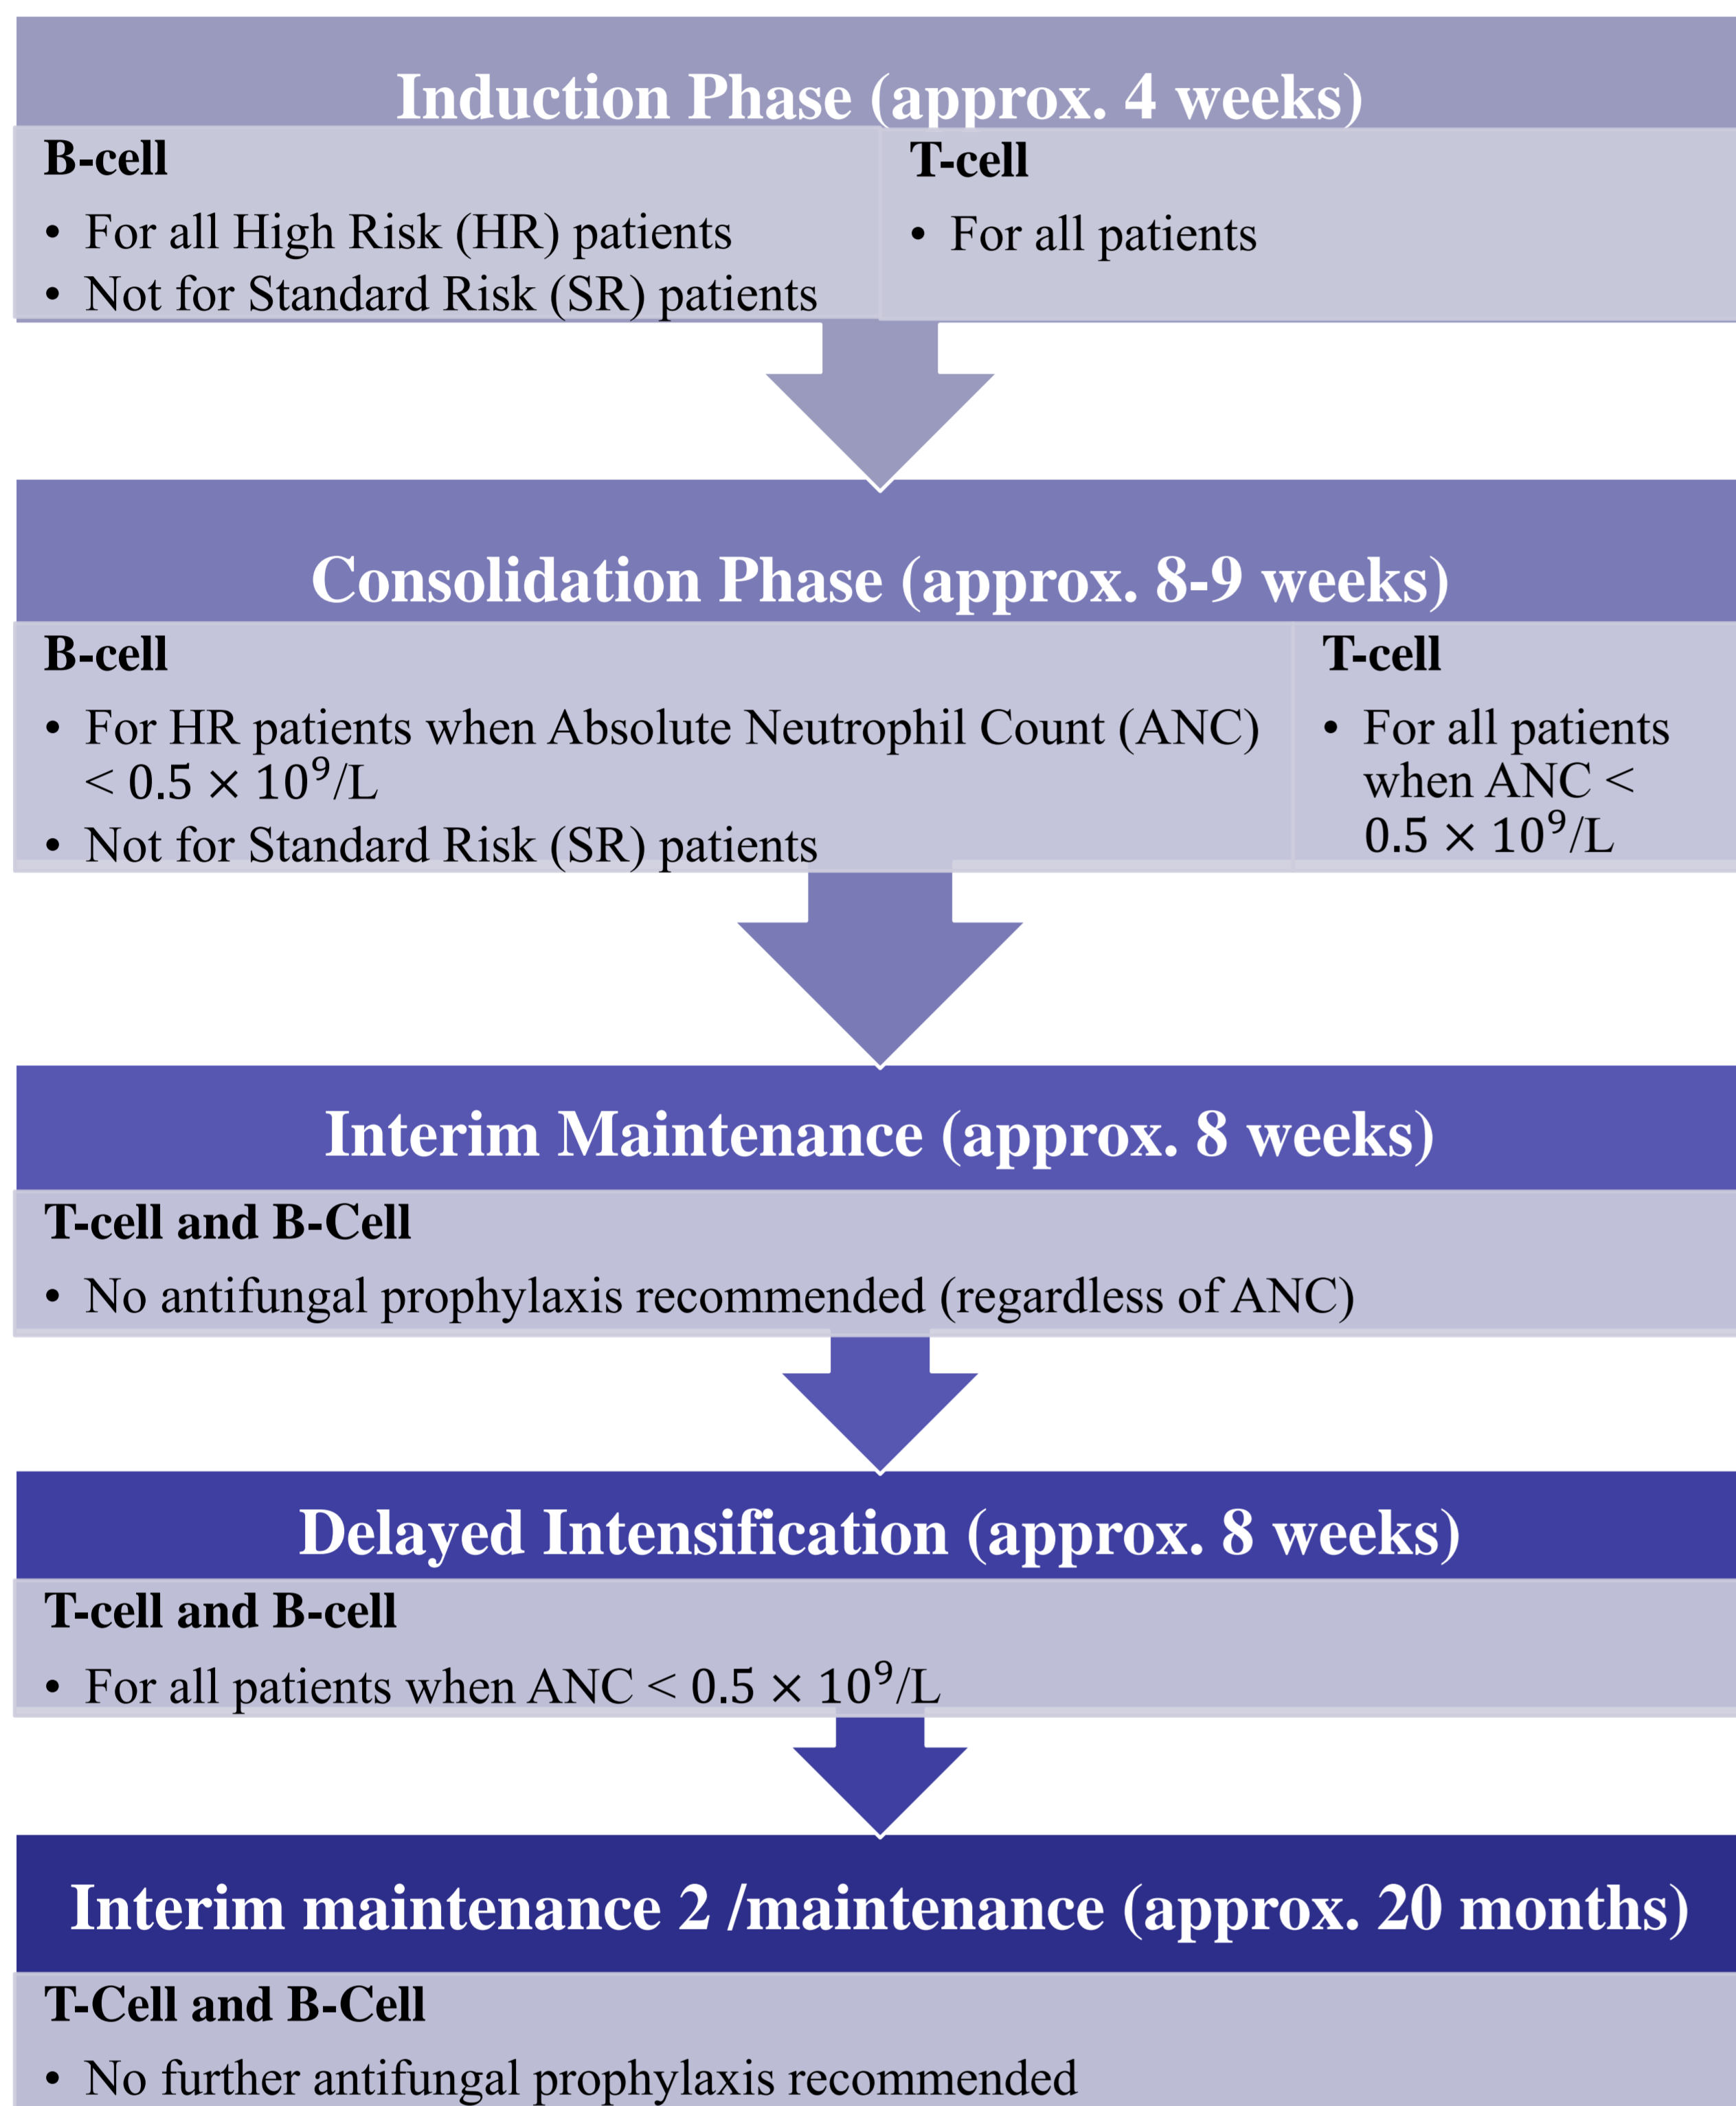 Induction Phase (approx. 4 weeks)
B-cell
• For all High Risk (HR) patients
• Not for Standard Risk (SR) patients
T-cell
• For all patients
Consolidation Phase (approx. 8-9 weeks)
B-cell
• For HR patients when Absolute Neutrophil Count (ANC)
< 0.5 × 10⁹/L
• Not for Standard Risk (SR) patients
T-cell
• For all patients
when ANC <
0.5 × 10⁹/L
Interim Maintenance (approx. 8 weeks)
T-cell and B-Cell
• No antifungal prophylaxis recommended (regardless of ANC)
Delayed Intensification (approx. 8 weeks)
T-cell and B-cell
• For all patients when ANC < 0.5 × 10⁹/L
Interim maintenance 2 /maintenance (approx. 20 months)
T-Cell and B-Cell
• No further antifungal prophylaxis recommended